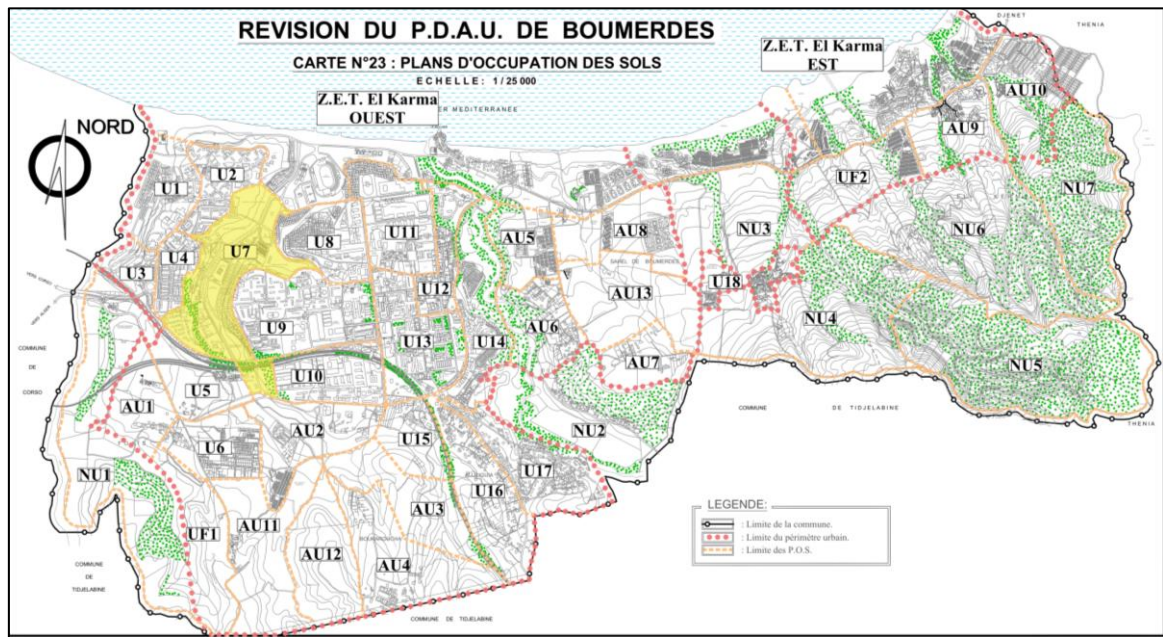 REVISION DU P.D.A.U. DE BOUMERDES
CARTE N°23 : PLANS D'OCCUPATION DES SOLS
ECHELLE: 1 / 25 000
Z.E.T. El Karma
OUEST
ER MEDITERRANEE
Z.E.T. El Karma
EST
DJENET
THENIA
NORD
U1
U2
U3
U4
U7
U8
U11
U12
U9
U13
U14
U10
U5
U6
AU1
AU2
NU1
UF1
AU11
AU12
U15
AU3
AU4
U16
U17
NU2
AU5
AU6
AU7
AU8
AU13
U18
NU3
NU4
UF2
AU9
AU10
NU7
NU6
NU5
COMMUNE
DE
CORSO
COMMUNE
DE
TIDJELABINE
COMMUNE DE TIDJELABINE
COMMUNE DE TIDJELABINE
THENIA
LEGENDE:
: Limite de la commune.
: Limite du périmètre urbain.
: Limite des P.O.S.